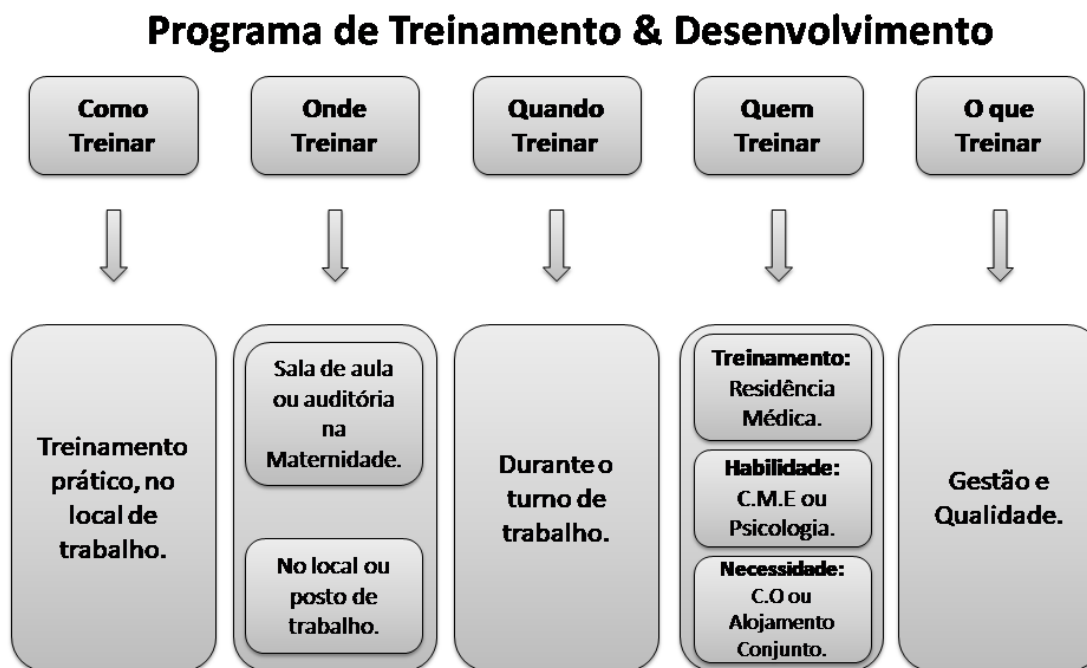 Programa de Treinamento & Desenvolvimento
Como
Treinar
Onde
Treinar
Quando
Treinar
Quem
Treinar
O que
Treinar
Treinamento
prático, no
local de
trabalho.
Sala de aula
ou auditória
na
Maternidade.
No local ou
posto de
trabalho.
Durante o
turno de
trabalho.
Treinamento:
Residência
Médica.
Habilidade:
C.M.E ou
Psicologia.
Necessidade:
C.O ou
Alojamento
Conjunto.
Gestão e
Qualidade.